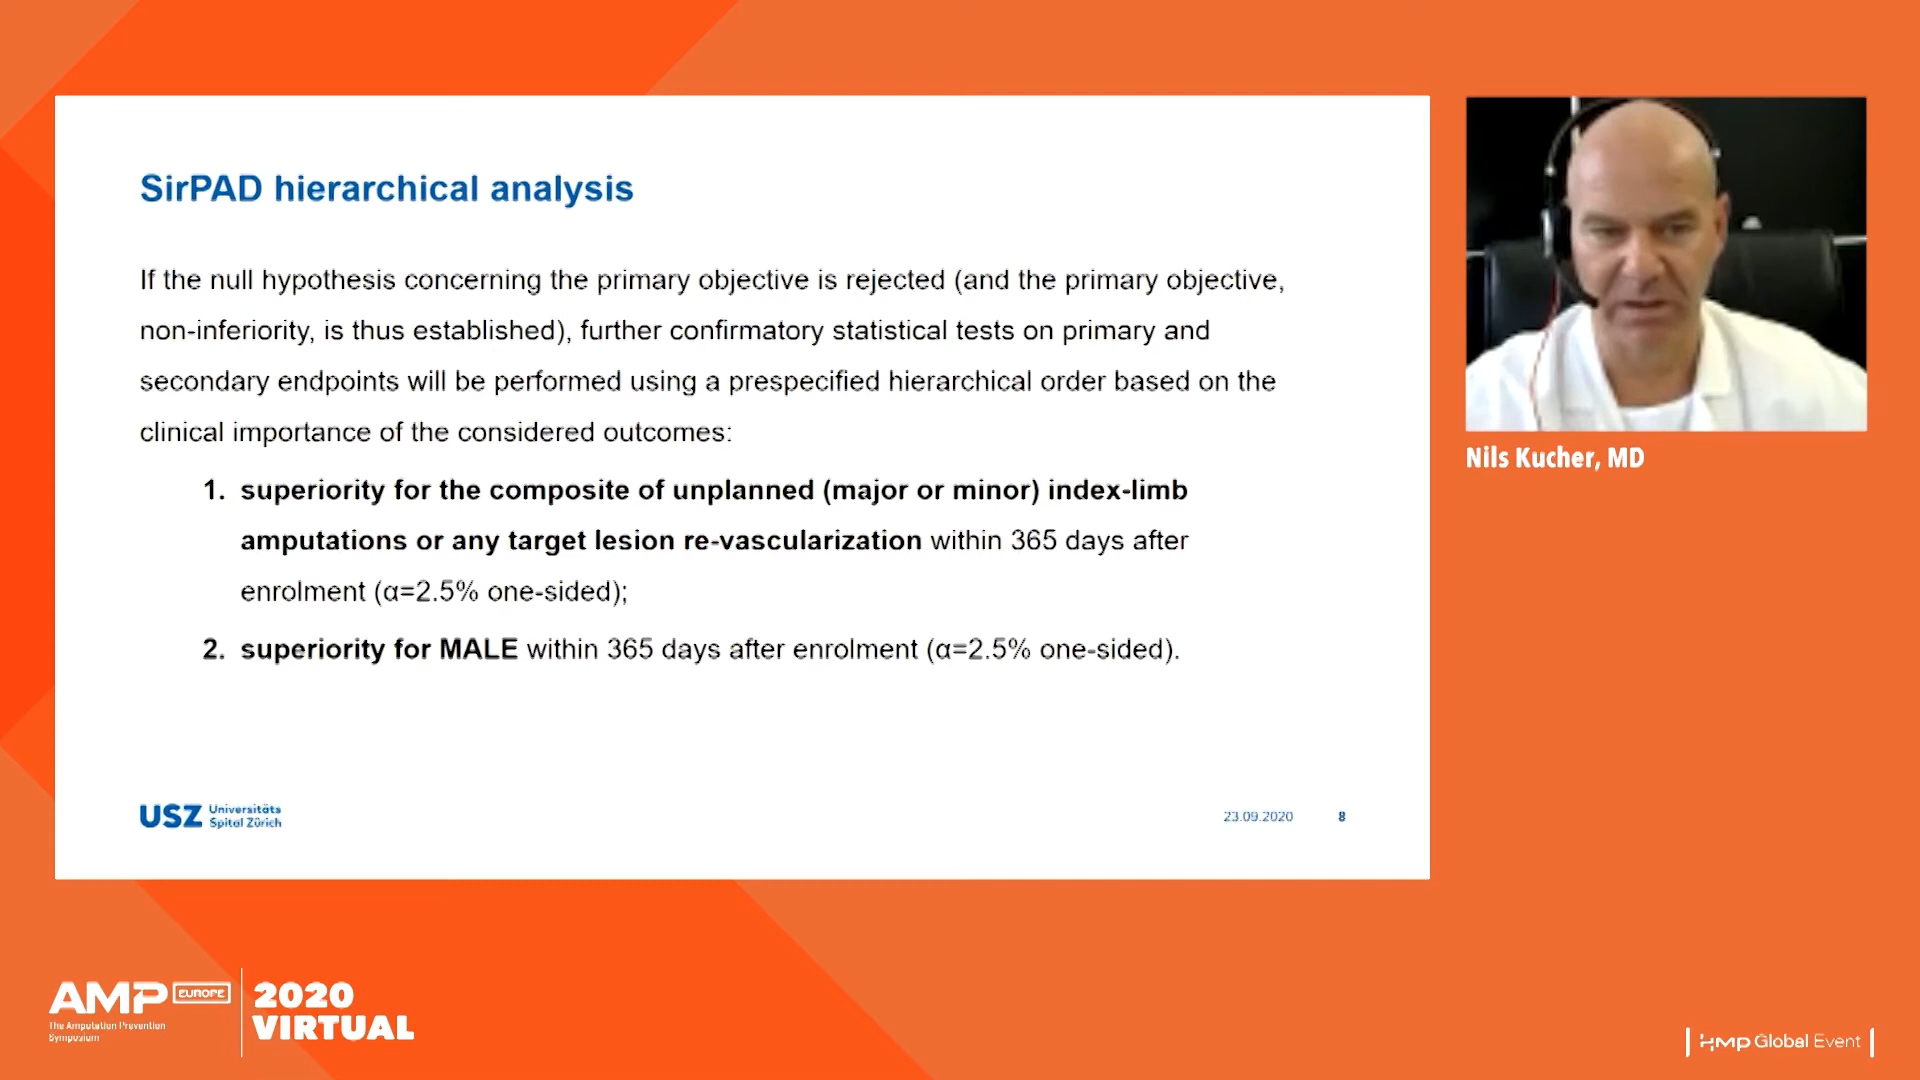 SirPAD hierarchical analysis
If the null hypothesis concerning the primary objective is rejected (and the primary objective,
non-inferiority, is thus established), further confirmatory statistical tests on primary and
secondary endpoints will be performed using a prespecified hierarchical order based on the
clinical importance of the considered outcomes:
1. superiority for the composite of unplanned (major or minor) index-limb
amputations or any target lesion re-vascularization within 365 days after
enrolment (α=2.5% one-sided);
2. superiority for MALE within 365 days after enrolment (α=2.5% one-sided).
USZ Universitäts
Spital Zürich
23.09.2020 8
Nils Kucher, MD
AMP EUROPE
The Amputation Prevention
Symposium
2020
VIRTUAL
HMP Global Event